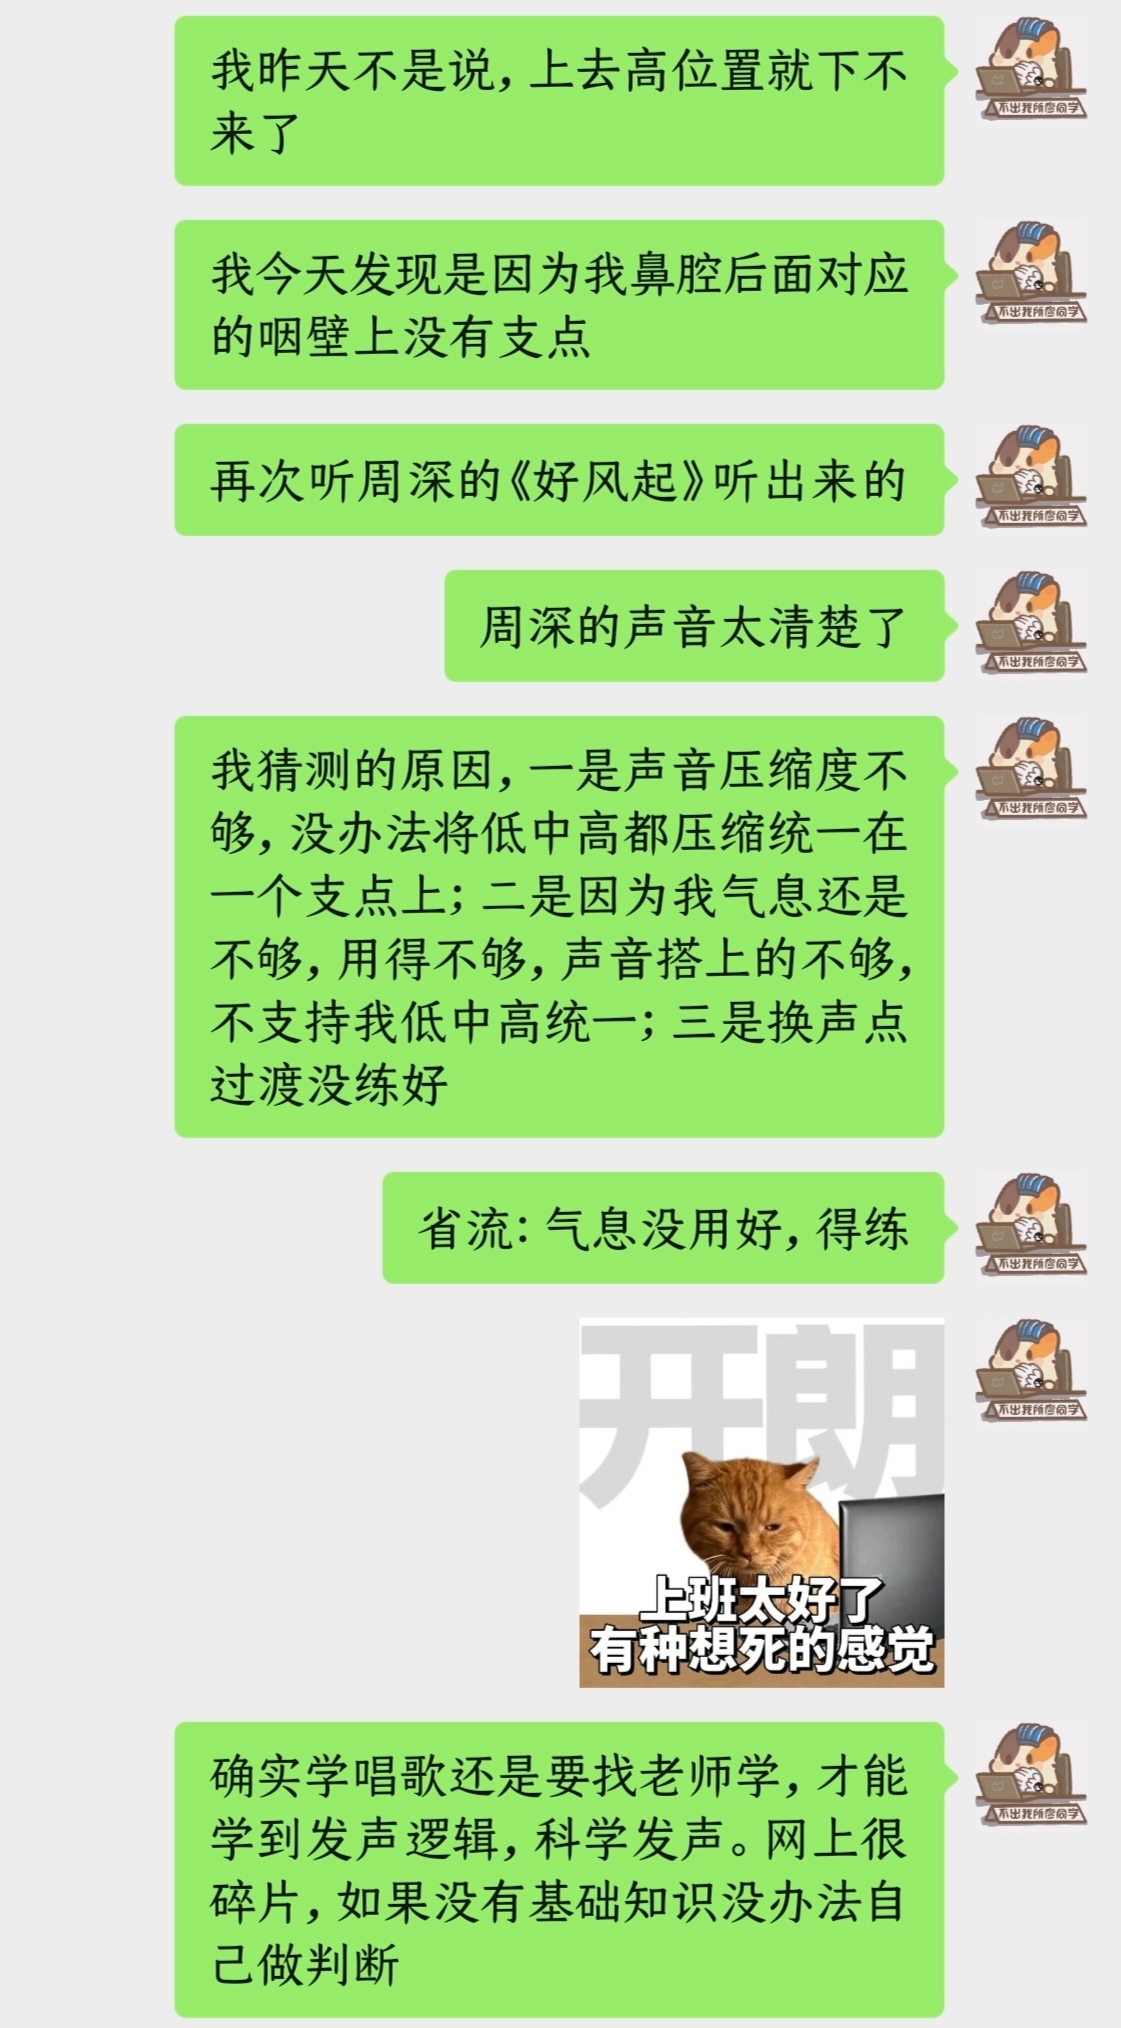 我昨天不是说，上去高位置就下不
来了
不出我所廖同学
我今天发现是因为我鼻腔后面对应
的咽壁上没有支点
不出我所廖同学
再次听周深的《好风起》听出来的
不出我所廖同学
周深的声音太清楚了
不出我所廖同学
我猜测的原因，一是声音压缩度不
够，没办法将低中高都压缩统一在
一个支点上；二是因为我气息还是
不够，用得不够，声音搭上的不够，
不支持我低中高统一；三是换声点
过渡没练好
不出我所廖同学
省流：气息没用好，得练
不出我所廖同学
开朗
上班太好了
有种想死的感觉
不出我所廖同学
确实学唱歌还是要找老师学，才能
学到发声逻辑，科学发声。网上很
碎片，如果没有基础知识没办法自
己做判断
不出我所廖同学